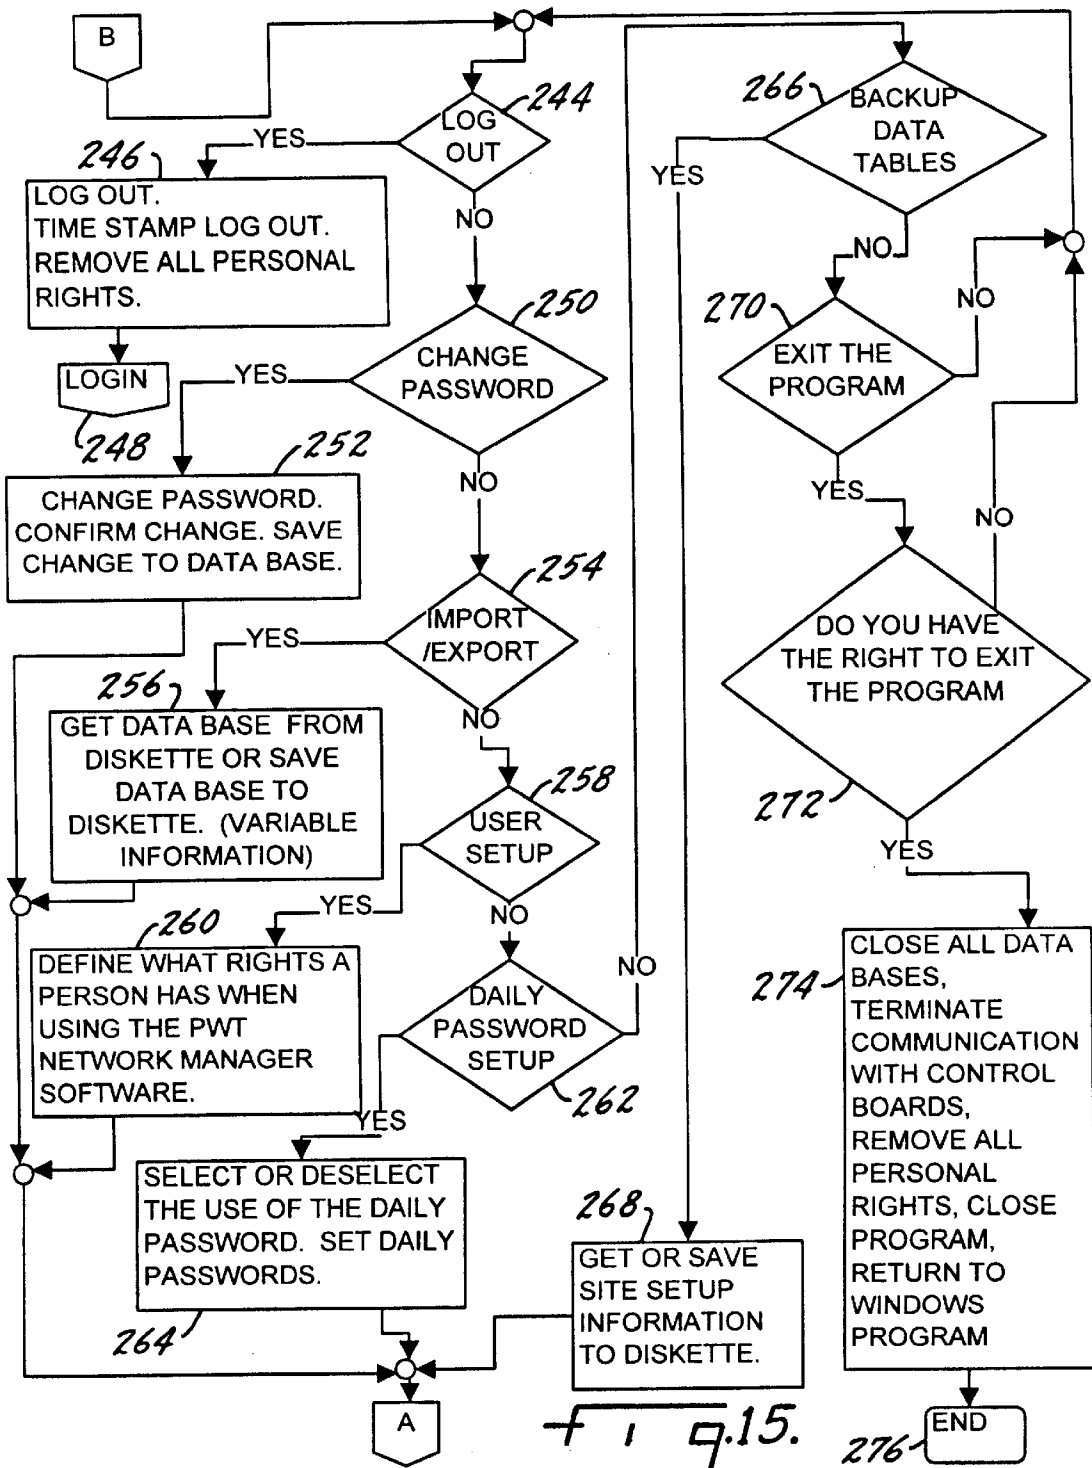 B
244
LOG
OUT
YES
246
LOG OUT.
TIME STAMP LOG OUT.
REMOVE ALL PERSONAL
RIGHTS.
NO
LOGIN
248
250
CHANGE
PASSWORD
YES
252
CHANGE PASSWORD.
CONFIRM CHANGE. SAVE
CHANGE TO DATA BASE.
NO
254
IMPORT
/EXPORT
YES
256
GET DATA BASE FROM
DISKETTE OR SAVE
DATA BASE TO
DISKETTE. (VARIABLE
INFORMATION)
NO
258
USER
SETUP
YES
260
DEFINE WHAT RIGHTS A
PERSON HAS WHEN
USING THE PWT
NETWORK MANAGER
SOFTWARE.
NO
DAILY
PASSWORD
SETUP
262
NO
YES
SELECT OR DESELECT
THE USE OF THE DAILY
PASSWORD. SET DAILY
PASSWORDS.
264
A
266
BACKUP
DATA
TABLES
YES
268
GET OR SAVE
SITE SETUP
INFORMATION
TO DISKETTE.
NO
270
EXIT THE
PROGRAM
NO
YES
DO YOU HAVE
THE RIGHT TO EXIT
THE PROGRAM
NO
272
YES
274
CLOSE ALL DATA
BASES,
TERMINATE
COMMUNICATION
WITH CONTROL
BOARDS,
REMOVE ALL
PERSONAL
RIGHTS, CLOSE
PROGRAM,
RETURN TO
WINDOWS
PROGRAM
END
276
fig.15.